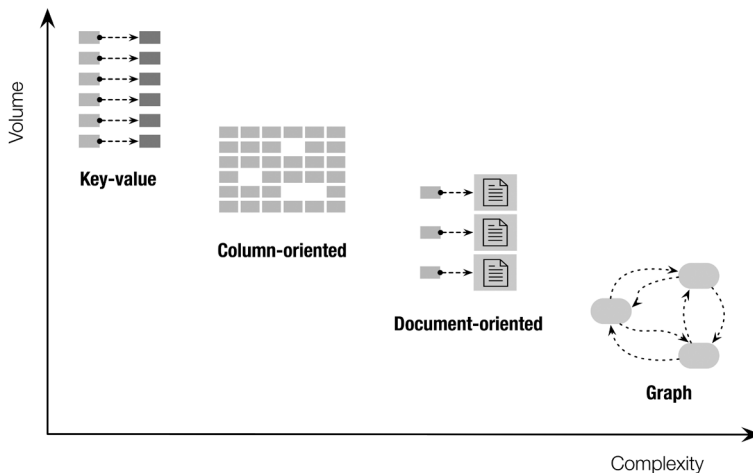 Volume
Key-value
Column-oriented
Document-oriented
Graph
Complexity